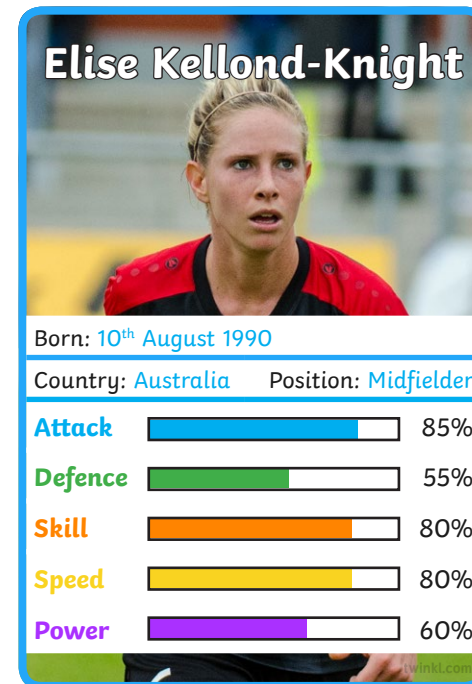 Elise Kellond-Knight
Born: 10th August 1990
Country: Australia Position: Midfielder
Attack 85%
Defence 55%
Skill 80%
Speed 80%
Power 60%
twinkl.com